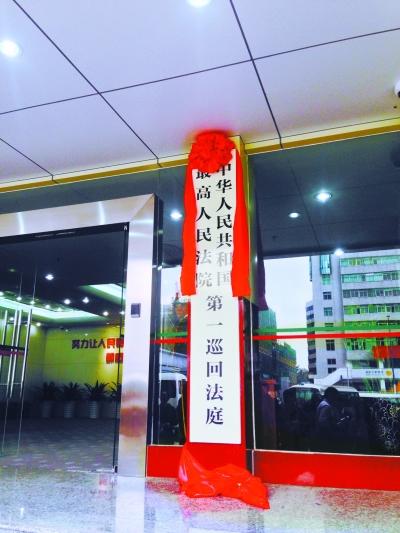 中华人民共和国
最高人民法院
第一巡回法庭
努力让人民